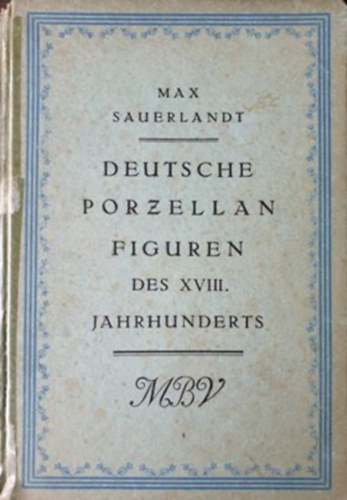 MAX
SAUERLANDT
DEUTSCHE
PORZELLAN
FIGUREN
DES XVIII.
JAHRHUNDERTS
MBV